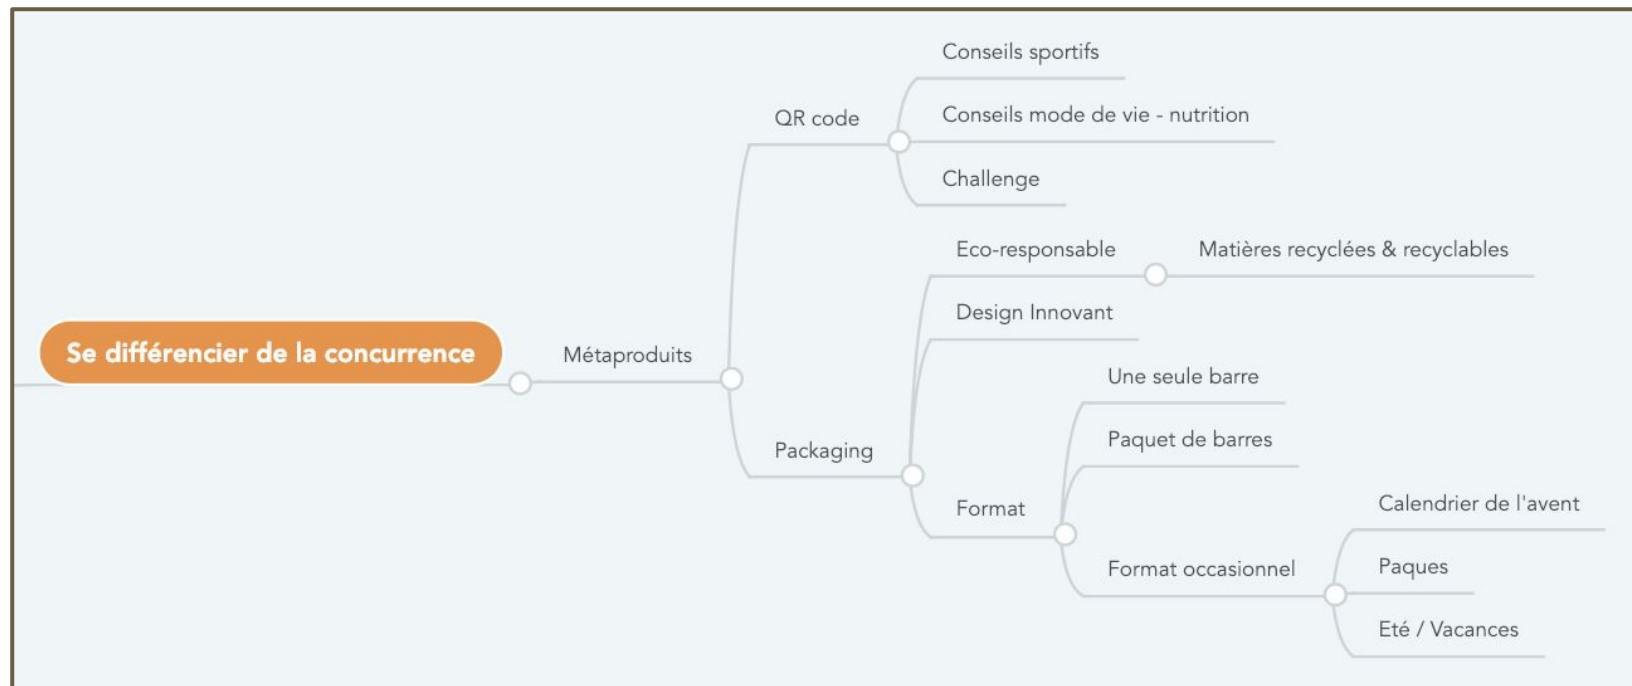 Conseils sportifs
QR code
Conseils mode de vie - nutrition
Challenge
Eco-responsable
Matières recyclées & recyclables
Design Innovant
Se différencier de la concurrence
Métaproduits
Une seule barre
Paquet de barres
Packaging
Format
Calendrier de l'avent
Format occasionnel
Paques
Eté / Vacances